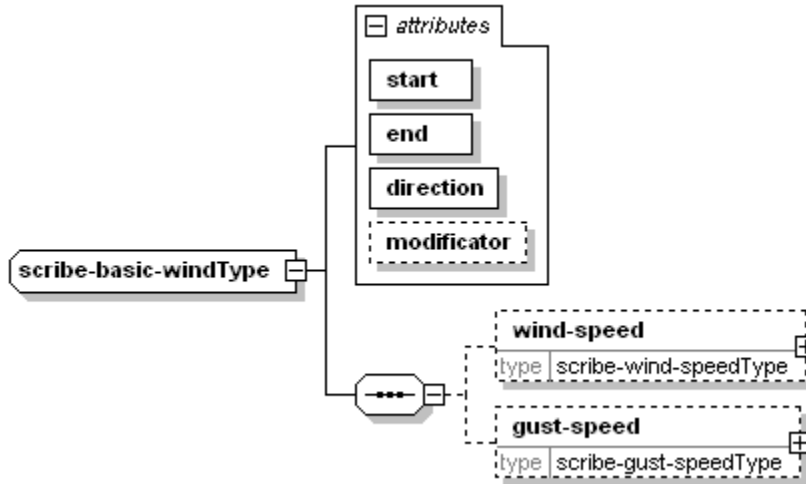 attributes
start
end
direction
modificator
scribe-basic-windType
wind-speed
type scribe-wind-speedType
gust-speed
type scribe-gust-speedType